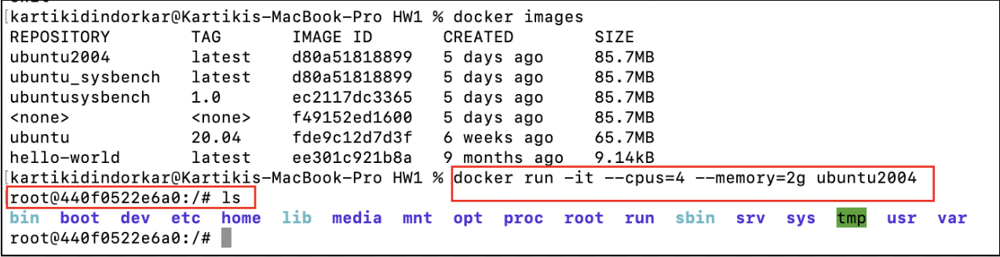 [kartikidindorkar@Kartikis-MacBook-Pro HW1 % docker images
REPOSITORY TAG IMAGE ID CREATED SIZE
ubuntu2004 latest d80a51818899 5 days ago 85.7MB
ubuntu_sysbench latest d80a51818899 5 days ago 85.7MB
ubuntusysbench 1.0 ec2117dc3365 5 days ago 85.7MB
<none> <none> f49152ed1600 5 days ago 85.7MB
ubuntu 20.04 fde9c12d7d3f 6 weeks ago 65.7MB
hello-world latest ee301c921b8a 9 months ago 9.14kB
[kartikidindorkar@Kartikis-MacBook-Pro HW1 % docker run -it --cpus=4 --memory=2g ubuntu2004
root@440f0522e6a0:/# ls
bin boot dev etc home lib media mnt opt proc root run sbin srv sys tmp usr var
root@440f0522e6a0:/#